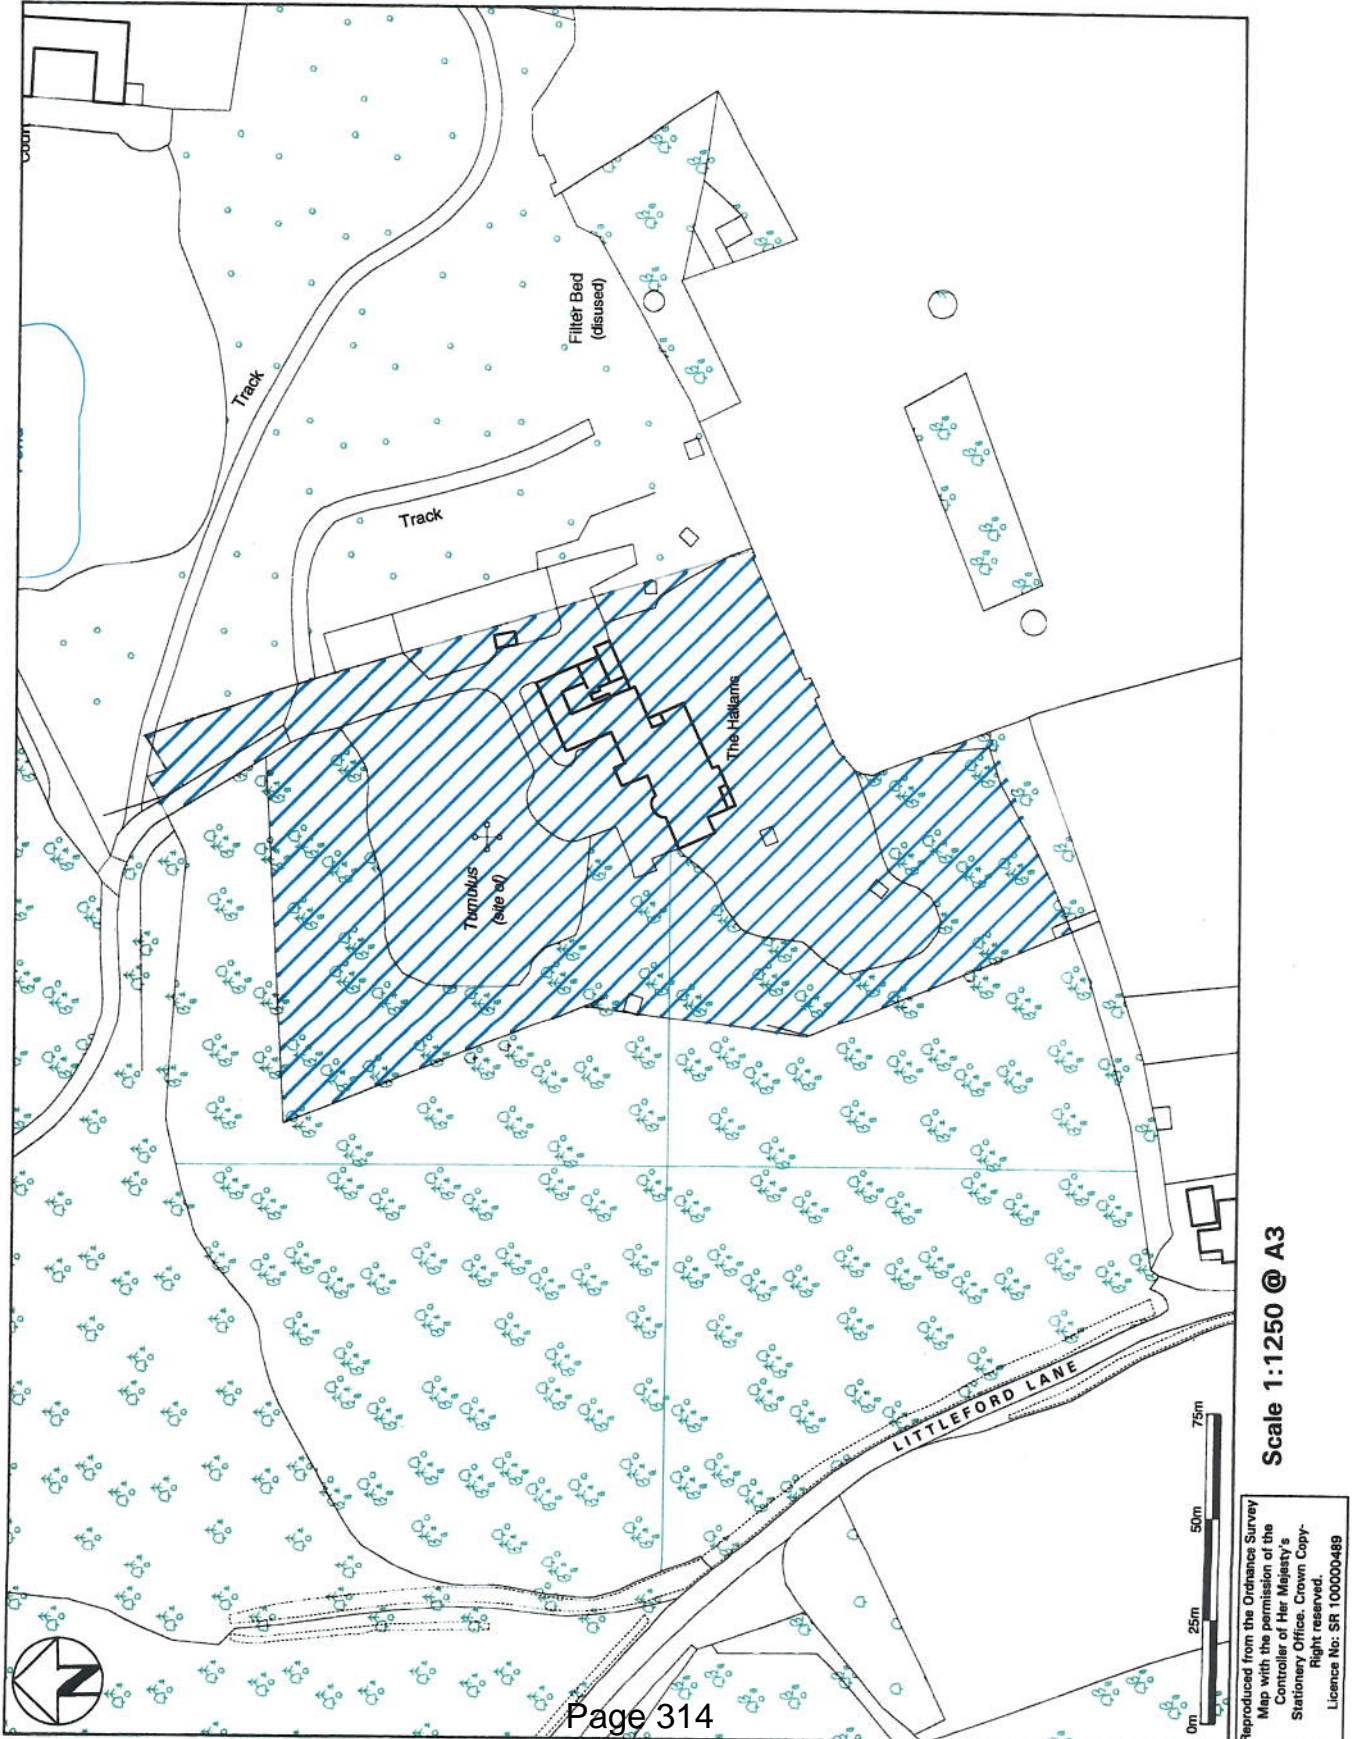 Track
Filter Bed
(disused)
Track
The Hallams
Tumulus
(site of)
LITTLEFORD LANE
N
0m 25m 50m 75m
Scale 1:1250 @ A3
Reproduced from the Ordnance Survey
Map with the permission of the
Controller of Her Majesty's
Stationery Office. Crown Copy-
Right reserved.
Licence No: SR 100000489
Page 314